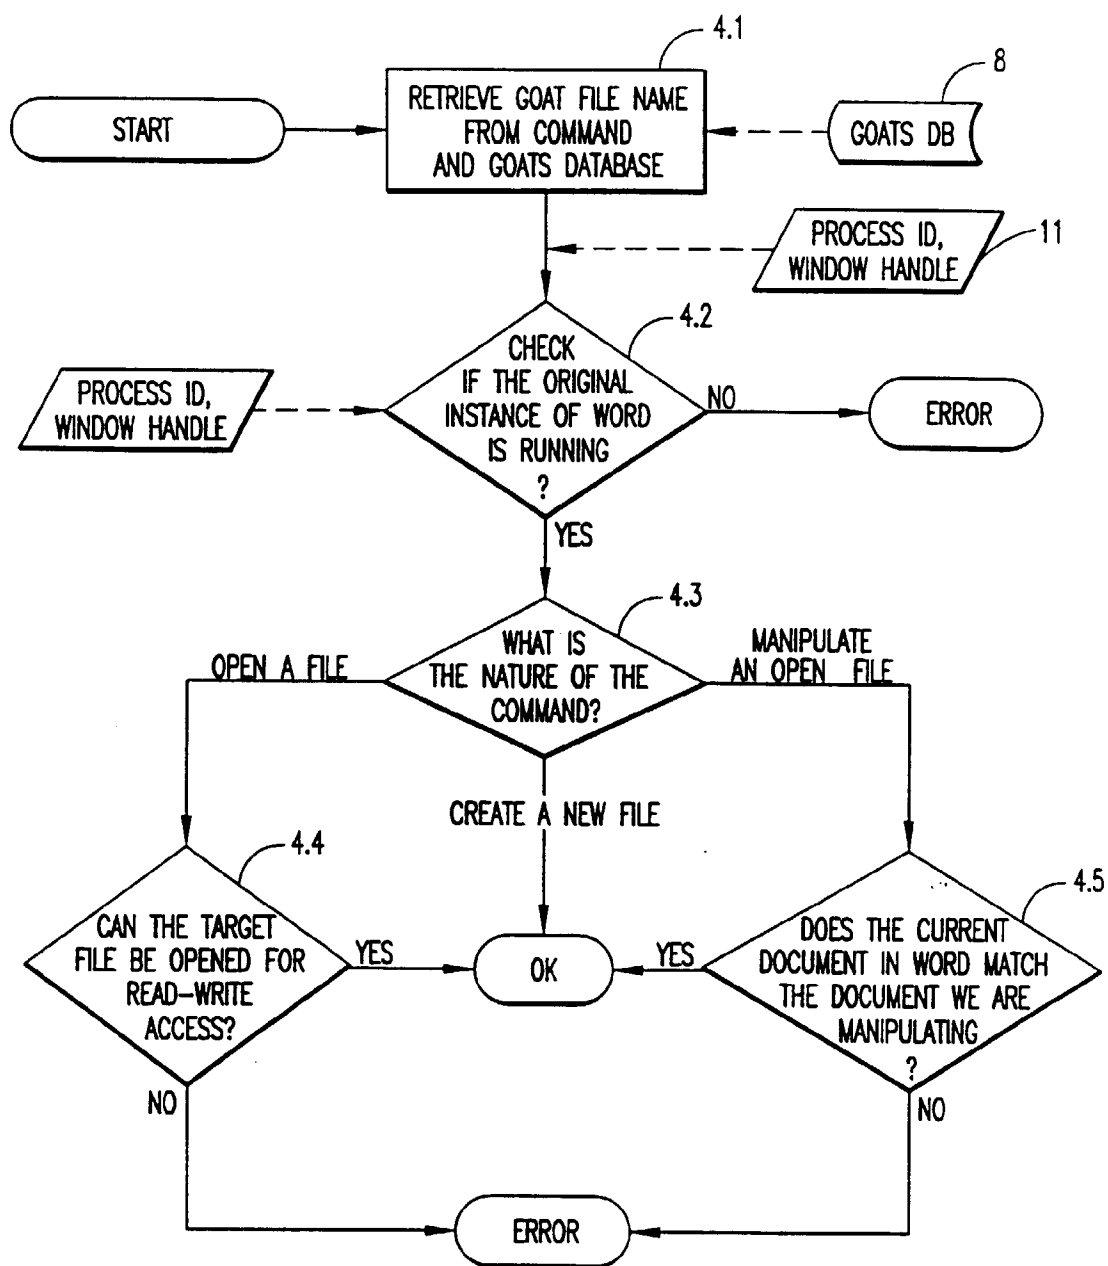 4.1
8
START
RETRIEVE GOAT FILE NAME
FROM COMMAND
AND GOATS DATABASE
GOATS DB
PROCESS ID,
WINDOW HANDLE
11
4.2
CHECK
IF THE ORIGINAL
INSTANCE OF WORD
IS RUNNING
?
PROCESS ID,
WINDOW HANDLE
NO
ERROR
YES
4.3
WHAT IS
THE NATURE OF THE
COMMAND?
OPEN A FILE
MANIPULATE
AN OPEN FILE
CREATE A NEW FILE
4.4
CAN THE TARGET
FILE BE OPENED FOR
READ-WRITE
ACCESS?
YES
OK
YES
4.5
DOES THE CURRENT
DOCUMENT IN WORD MATCH
THE DOCUMENT WE ARE
MANIPULATING
?
NO
NO
ERROR